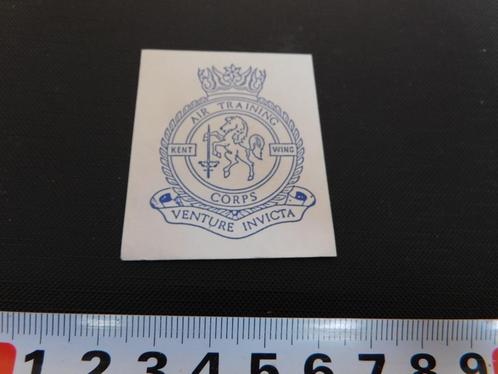 AIR TRAINING
KENT WING
CORPS
VENTURE INVICTA
1 2 3 4 5 6 7 8 9